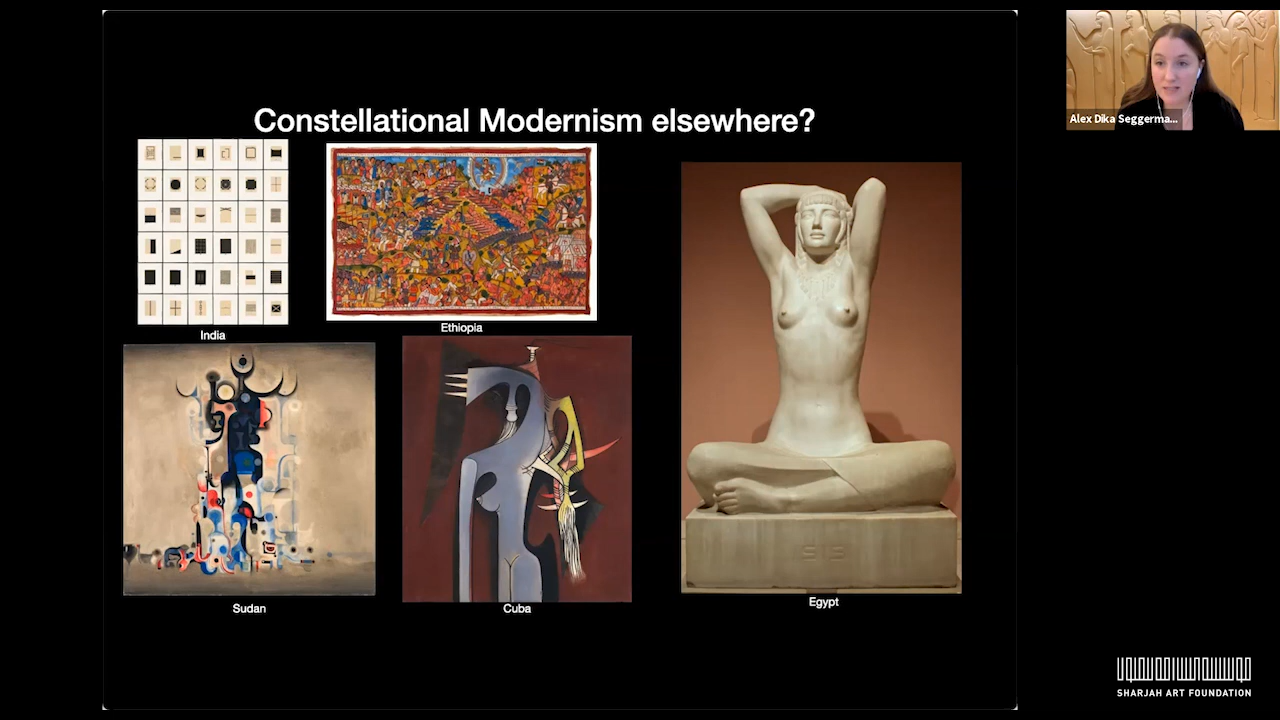 Constellational Modernism elsewhere?
India
Ethiopia
Sudan
Cuba
Egypt
Alex Dika Seggerma...
SHARJAH ART FOUNDATION